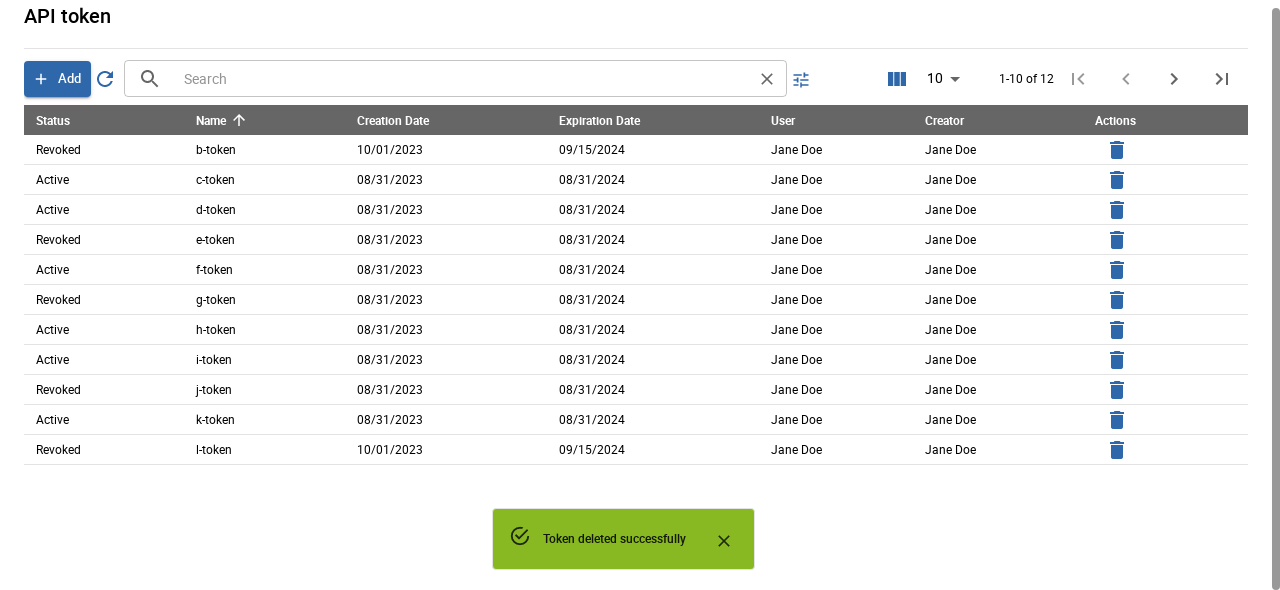 API token
Add
Search
10
1-10 of 12
Status Name Creation Date Expiration Date User Creator Actions
Revoked b-token 10/01/2023 09/15/2024 Jane Doe Jane Doe
Active c-token 08/31/2023 08/31/2024 Jane Doe Jane Doe
Active d-token 08/31/2023 08/31/2024 Jane Doe Jane Doe
Revoked e-token 08/31/2023 08/31/2024 Jane Doe Jane Doe
Active f-token 08/31/2023 08/31/2024 Jane Doe Jane Doe
Revoked g-token 08/31/2023 08/31/2024 Jane Doe Jane Doe
Active h-token 08/31/2023 08/31/2024 Jane Doe Jane Doe
Active i-token 08/31/2023 08/31/2024 Jane Doe Jane Doe
Revoked j-token 08/31/2023 08/31/2024 Jane Doe Jane Doe
Active k-token 08/31/2023 08/31/2024 Jane Doe Jane Doe
Revoked l-token 10/01/2023 09/15/2024 Jane Doe Jane Doe
Token deleted successfully